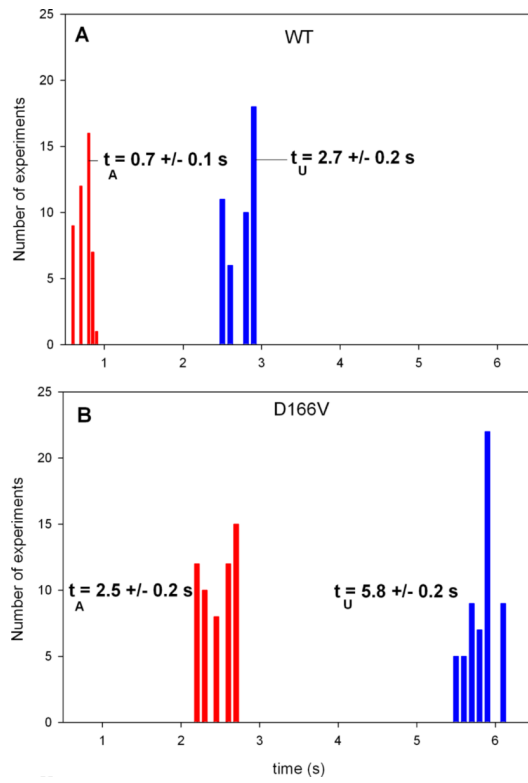 A
WT
25
20
15
10
5
0
Number of experiments
t = 0.7 +/- 0.1 s
A
t = 2.7 +/- 0.2 s
U
1 2 3 4 5 6
B
D166V
25
20
15
10
5
0
Number of experiments
t = 2.5 +/- 0.2 s
A
t = 5.8 +/- 0.2 s
U
1 2 3 4 5 6
time (s)